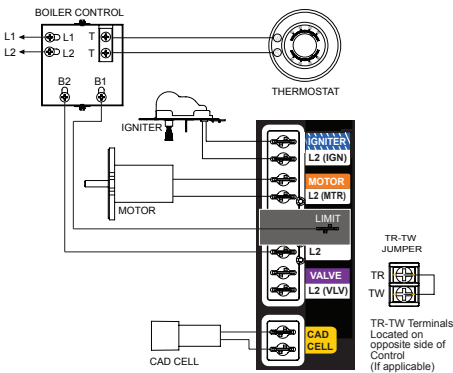 BOILER CONTROL
L1 L1 T
L2 L2 T
B2 B1
THERMOSTAT
IGNITER
IGNITER
L2 (IGN)
MOTOR
L2 (MTR)
MOTOR
LIMIT
L2
VALVE
L2 (VLV)
CAD
CELL
CAD CELL
TR-TW
JUMPER
TR
TW
TR-TW Terminals
Located on
opposite side of
Control
(If applicable)